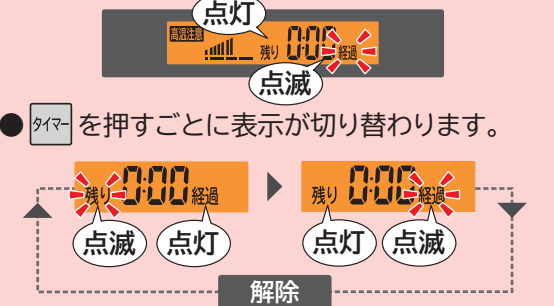 点灯
高温注意 残り 0:00 経過
点滅
● タイマー を押すごとに表示が切り替わります。
残り 0:00 経過 残り 0:00 経過
点滅 点灯 点灯 点滅
解除